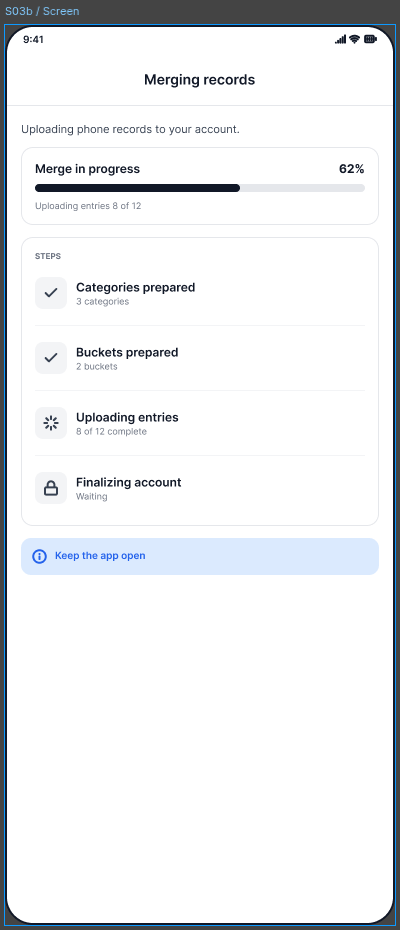 S03b / Screen
9:41
Merging records
Uploading phone records to your account.
Merge in progress 62%
Uploading entries 8 of 12
STEPS
Categories prepared
3 categories
Buckets prepared
2 buckets
Uploading entries
8 of 12 complete
Finalizing account
Waiting
Keep the app open